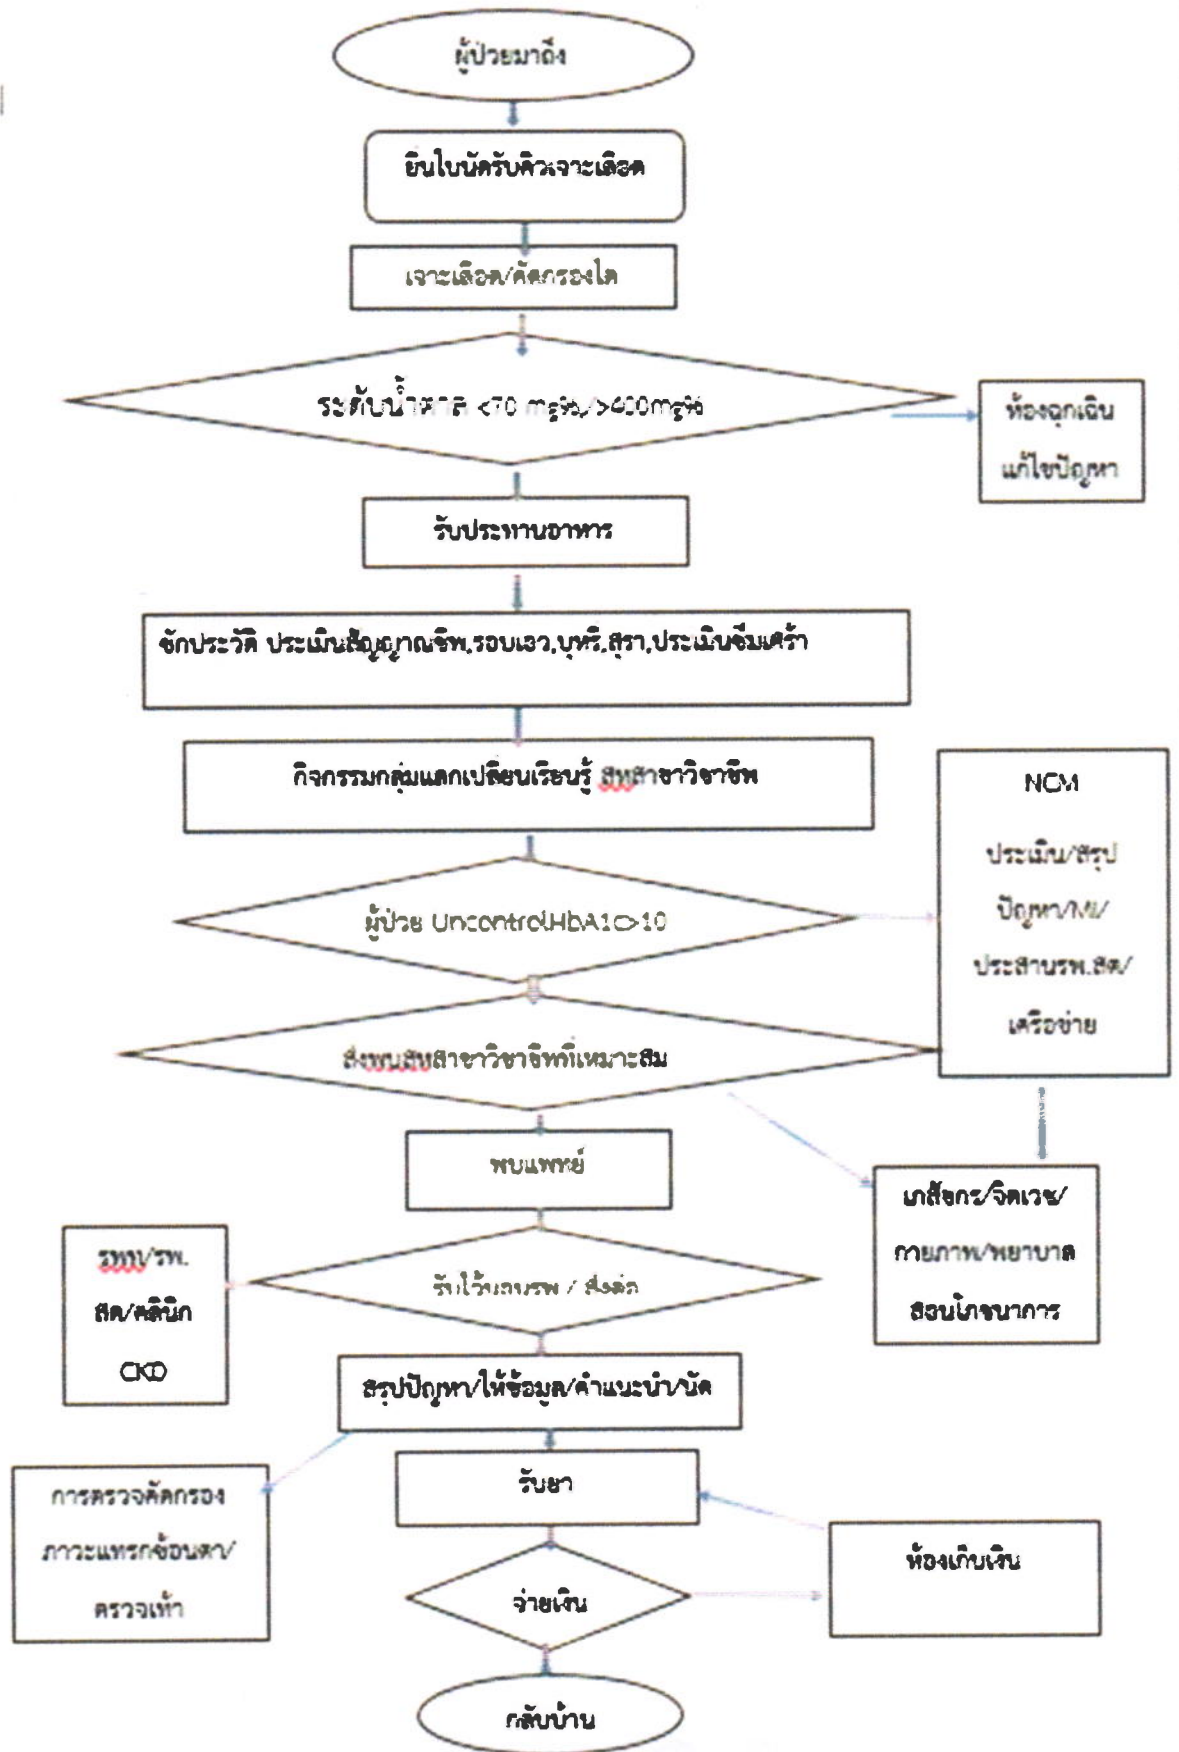 ผู้ป่วยมาถึง
ยื่นใบนัดรับคิวเจาะเลือด
เจาะเลือด/คัดกรองไต
ระดับน้ำตาล <70 mg%/>400mg%
ห้องฉุกเฉิน
แก้ไขปัญหา
รับประทานอาหาร
ซักประวัติ ประเมินสัญญาณชีพ,รอบเอว,บุหรี่,สุรา,ประเมินซึมเศร้า
กิจกรรมกลุ่มแลกเปลี่ยนเรียนรู้ สหสาขาวิชาชีพ
NCM
ประเมิน/สรุป
ปัญหา/MI/
ประสานรพ.สต/
เครือข่าย
ผู้ป่วย UncontrolHbA1c>10
ส่งพบสหสาขาวิชาชีพที่เหมาะสม
พบแพทย์
เภสัชกร/จิตเวช/
กายภาพ/พยาบาล
สอนโภชนาการ
รพท/รพ.
สต/คลินิก
CKD
รับไว้นอนรพ / ส่งต่อ
สรุปปัญหา/ให้ข้อมูล/คำแนะนำ/นัด
การตรวจคัดกรอง
ภาวะแทรกซ้อนตา/
ตรวจเท้า
รับยา
ห้องเก็บเงิน
จ่ายเงิน
กลับบ้าน